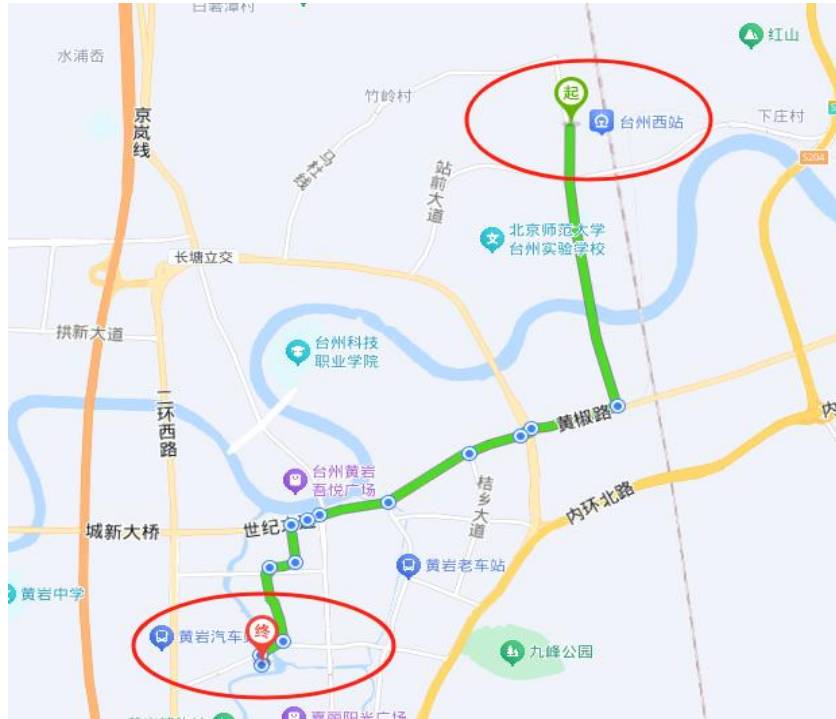 白砻潭村
水浦岙
红山
竹岭村
起
台州西站
下庄村
京岚线
马杜线
站前大道
S204
北京师范大学
台州实验学校
长塘立交
拱新大道
台州科技
职业学院
二环西路
黄椒路
内
台州黄岩
吾悦广场
桔乡大道
内环北路
城新大桥
世纪大道
黄岩老车站
黄岩中学
黄岩汽车站
终
九峰公园
嘉丽阳光广场